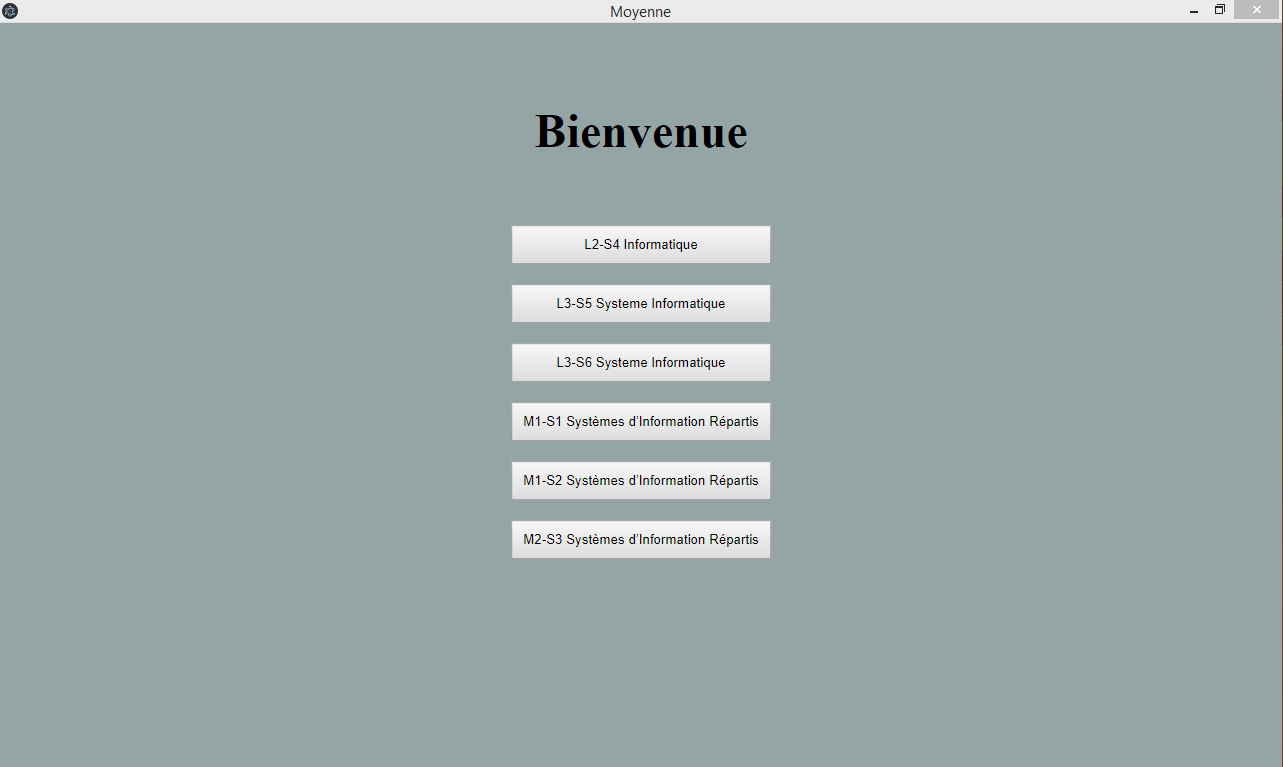 Moyenne
Bienvenue
L2-S4 Informatique
L3-S5 Systeme Informatique
L3-S6 Systeme Informatique
M1-S1 Systèmes d'Information Répartis
M1-S2 Systèmes d'Information Répartis
M2-S3 Systèmes d'Information Répartis